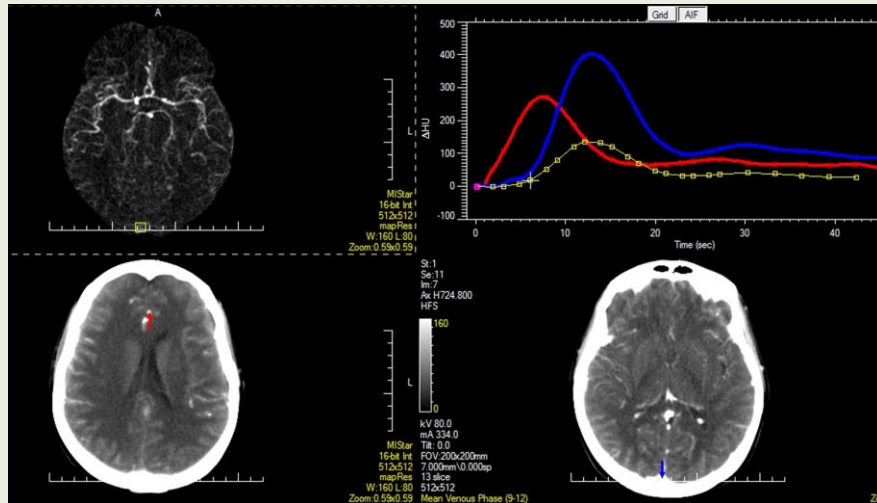 A
L
MIStar
16-bit Int
512x512
mapRes
W:160 L:80
Zoom:0.59x0.59
Grid
AIF
500
400
300
200
100
0
-100
ΔHU
0
10
20
30
40
Time (sec)
L
MIStar
16-bit Int
512x512
mapRes
Zoom:0.59x0.59
St:1
Se:11
Im:7
Ax H724.800
HFS
160
0
kV 80.0
mA 334.0
Tilt: 0.0
FOV:200x200mm
7.000mm\0.000sp
13 slice
512x512
Mean Venous Phase (9-12)